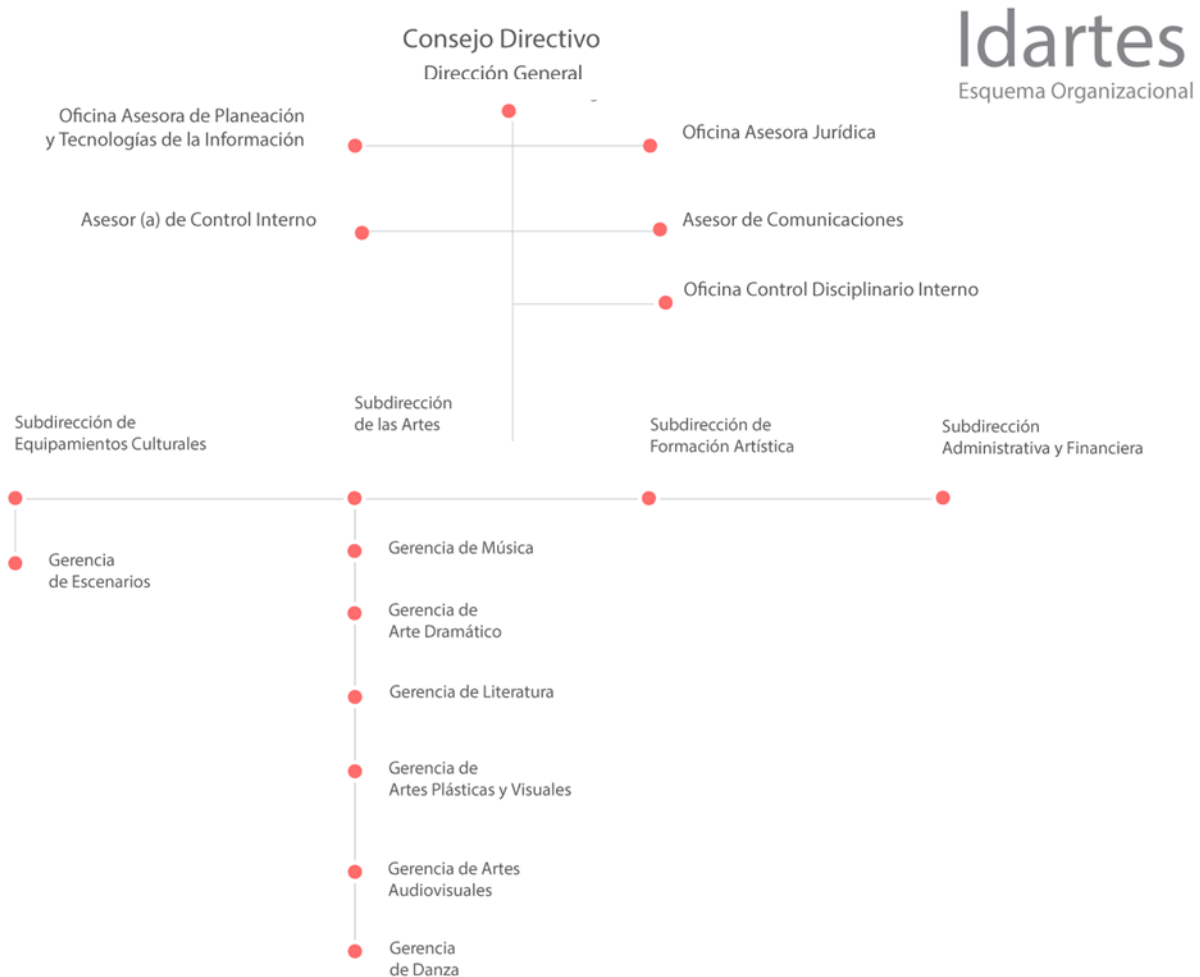 Idartes
Esquema Organizacional
Consejo Directivo
Dirección General
Oficina Asesora de Planeación
y Tecnologías de la Información
Oficina Asesora Jurídica
Asesor (a) de Control Interno
Asesor de Comunicaciones
Oficina Control Disciplinario Interno
Subdirección de
Equipamientos Culturales
Subdirección
de las Artes
Subdirección de
Formación Artística
Subdirección
Administrativa y Financiera
Gerencia
de Escenarios
Gerencia de Música
Gerencia de
Arte Dramático
Gerencia de Literatura
Gerencia de
Artes Plásticas y Visuales
Gerencia de Artes
Audiovisuales
Gerencia
de Danza